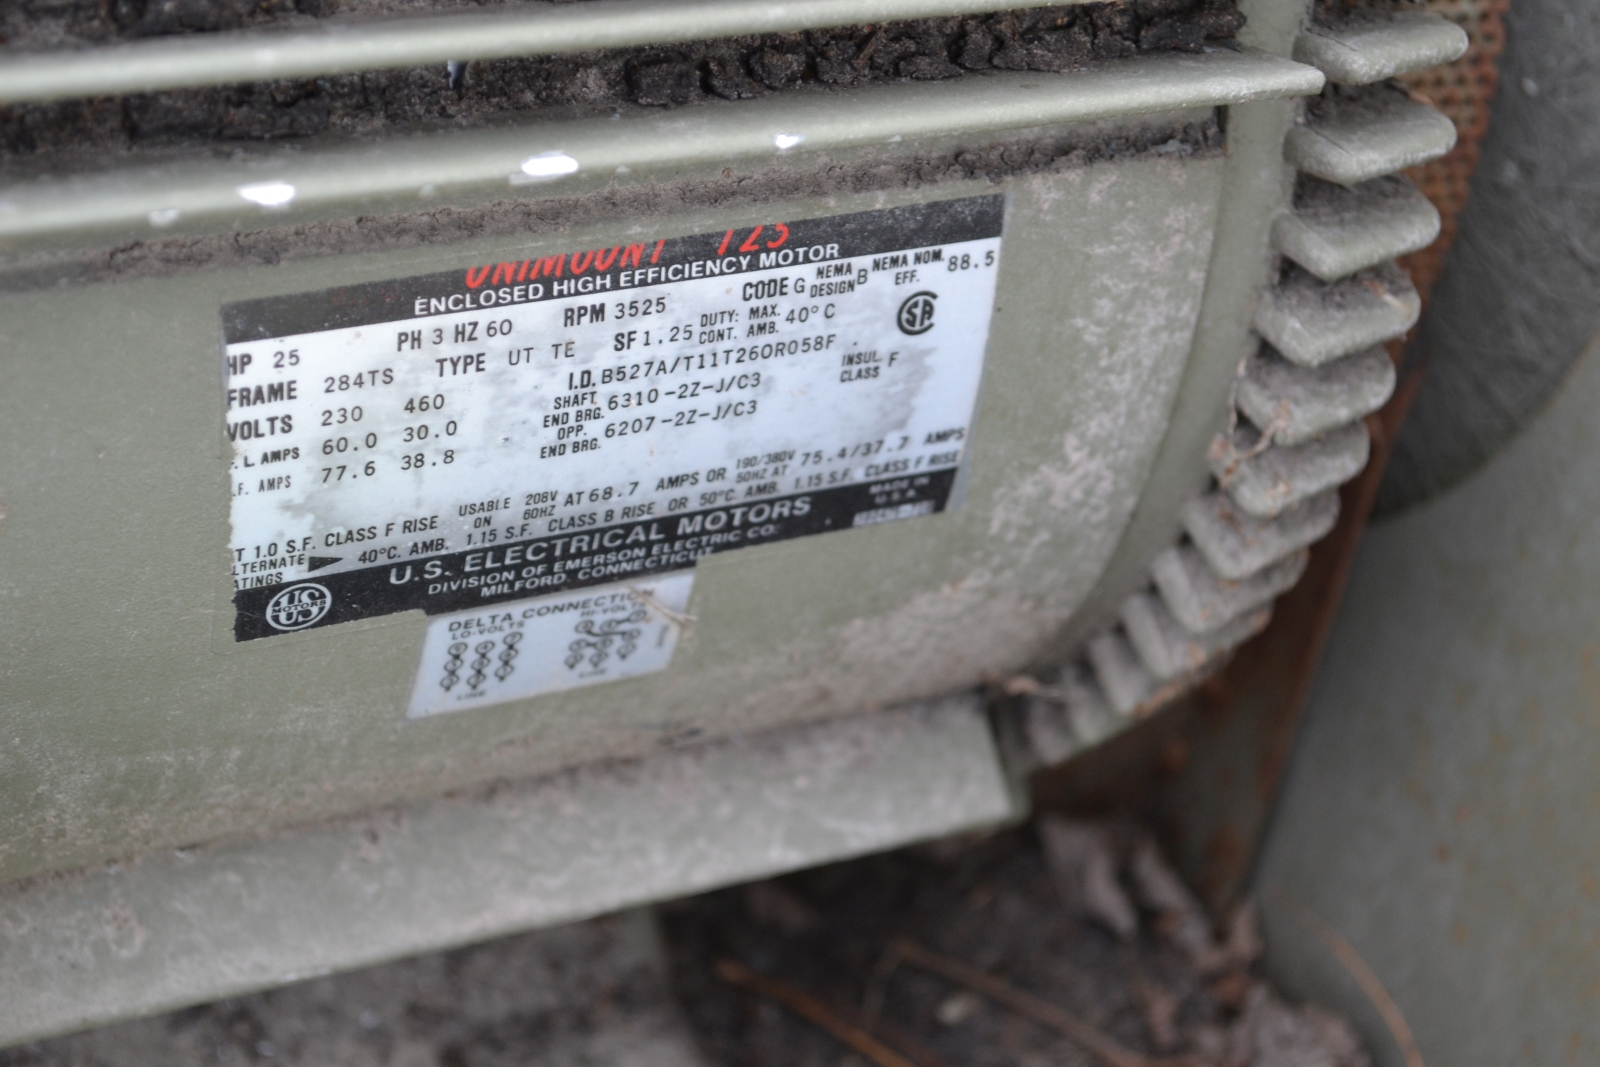 UNIMOUNT 125
ENCLOSED HIGH EFFICIENCY MOTOR
HP 25 PH 3 HZ 60 RPM 3525 CODE G NEMA DESIGN B NEMA NOM. EFF. 88.5
FRAME 284TS TYPE UT TE SF 1.25 DUTY: CONT. MAX. AMB. 40°C
VOLTS 230 460 I.D. B527A/T11T260R058F
. L AMPS 60.0 30.0 SHAFT END BRG. 6310-2Z-J/C3 INSUL CLASS F
.F. AMPS 77.6 38.8 OPP. END BRG. 6207-2Z-J/C3
USABLE ON 208V 60HZ AT 68.7 AMPS OR 190/380V 50HZ AT 75.4/37.7 AMPS
T 1.0 S.F. CLASS F RISE
LTERNATE ATINGS 40°C. AMB. 1.15 S.F. CLASS B RISE OR 50°C. AMB. 1.15 S.F. CLASS F RISE
U.S. ELECTRICAL MOTORS
DIVISION OF EMERSON ELECTRIC CO.
MILFORD, CONNECTICUT
MADE IN
U.S.A.
US
MOTORS
DELTA CONNECTION
LO-VOLTS HI-VOLTS
LINE LINE